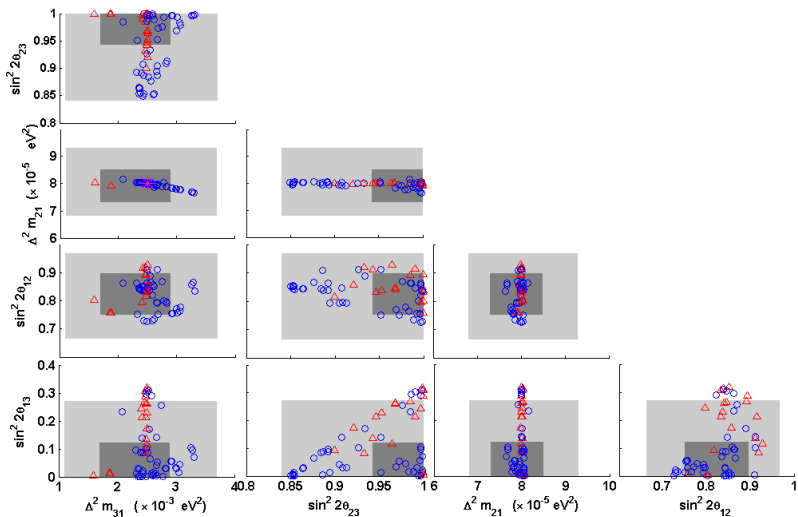 1
0.95
0.9
0.85
0.8
sin² 2θ₂₃
9
8
7
6
Δ² m₂₁ (× 10⁻⁵ eV²)
0.9
0.8
0.7
sin² 2θ₁₂
0.4
0.3
0.2
0.1
0
sin² 2θ₁₃
1 2 3 4
0.8 0.85 0.9 0.95 1
6 8 10
0.7 0.8 0.9 1
Δ² m₃₁ (× 10⁻³ eV²)
sin² 2θ₂₃
Δ² m₂₁ (× 10⁻⁵ eV²)
sin² 2θ₁₂